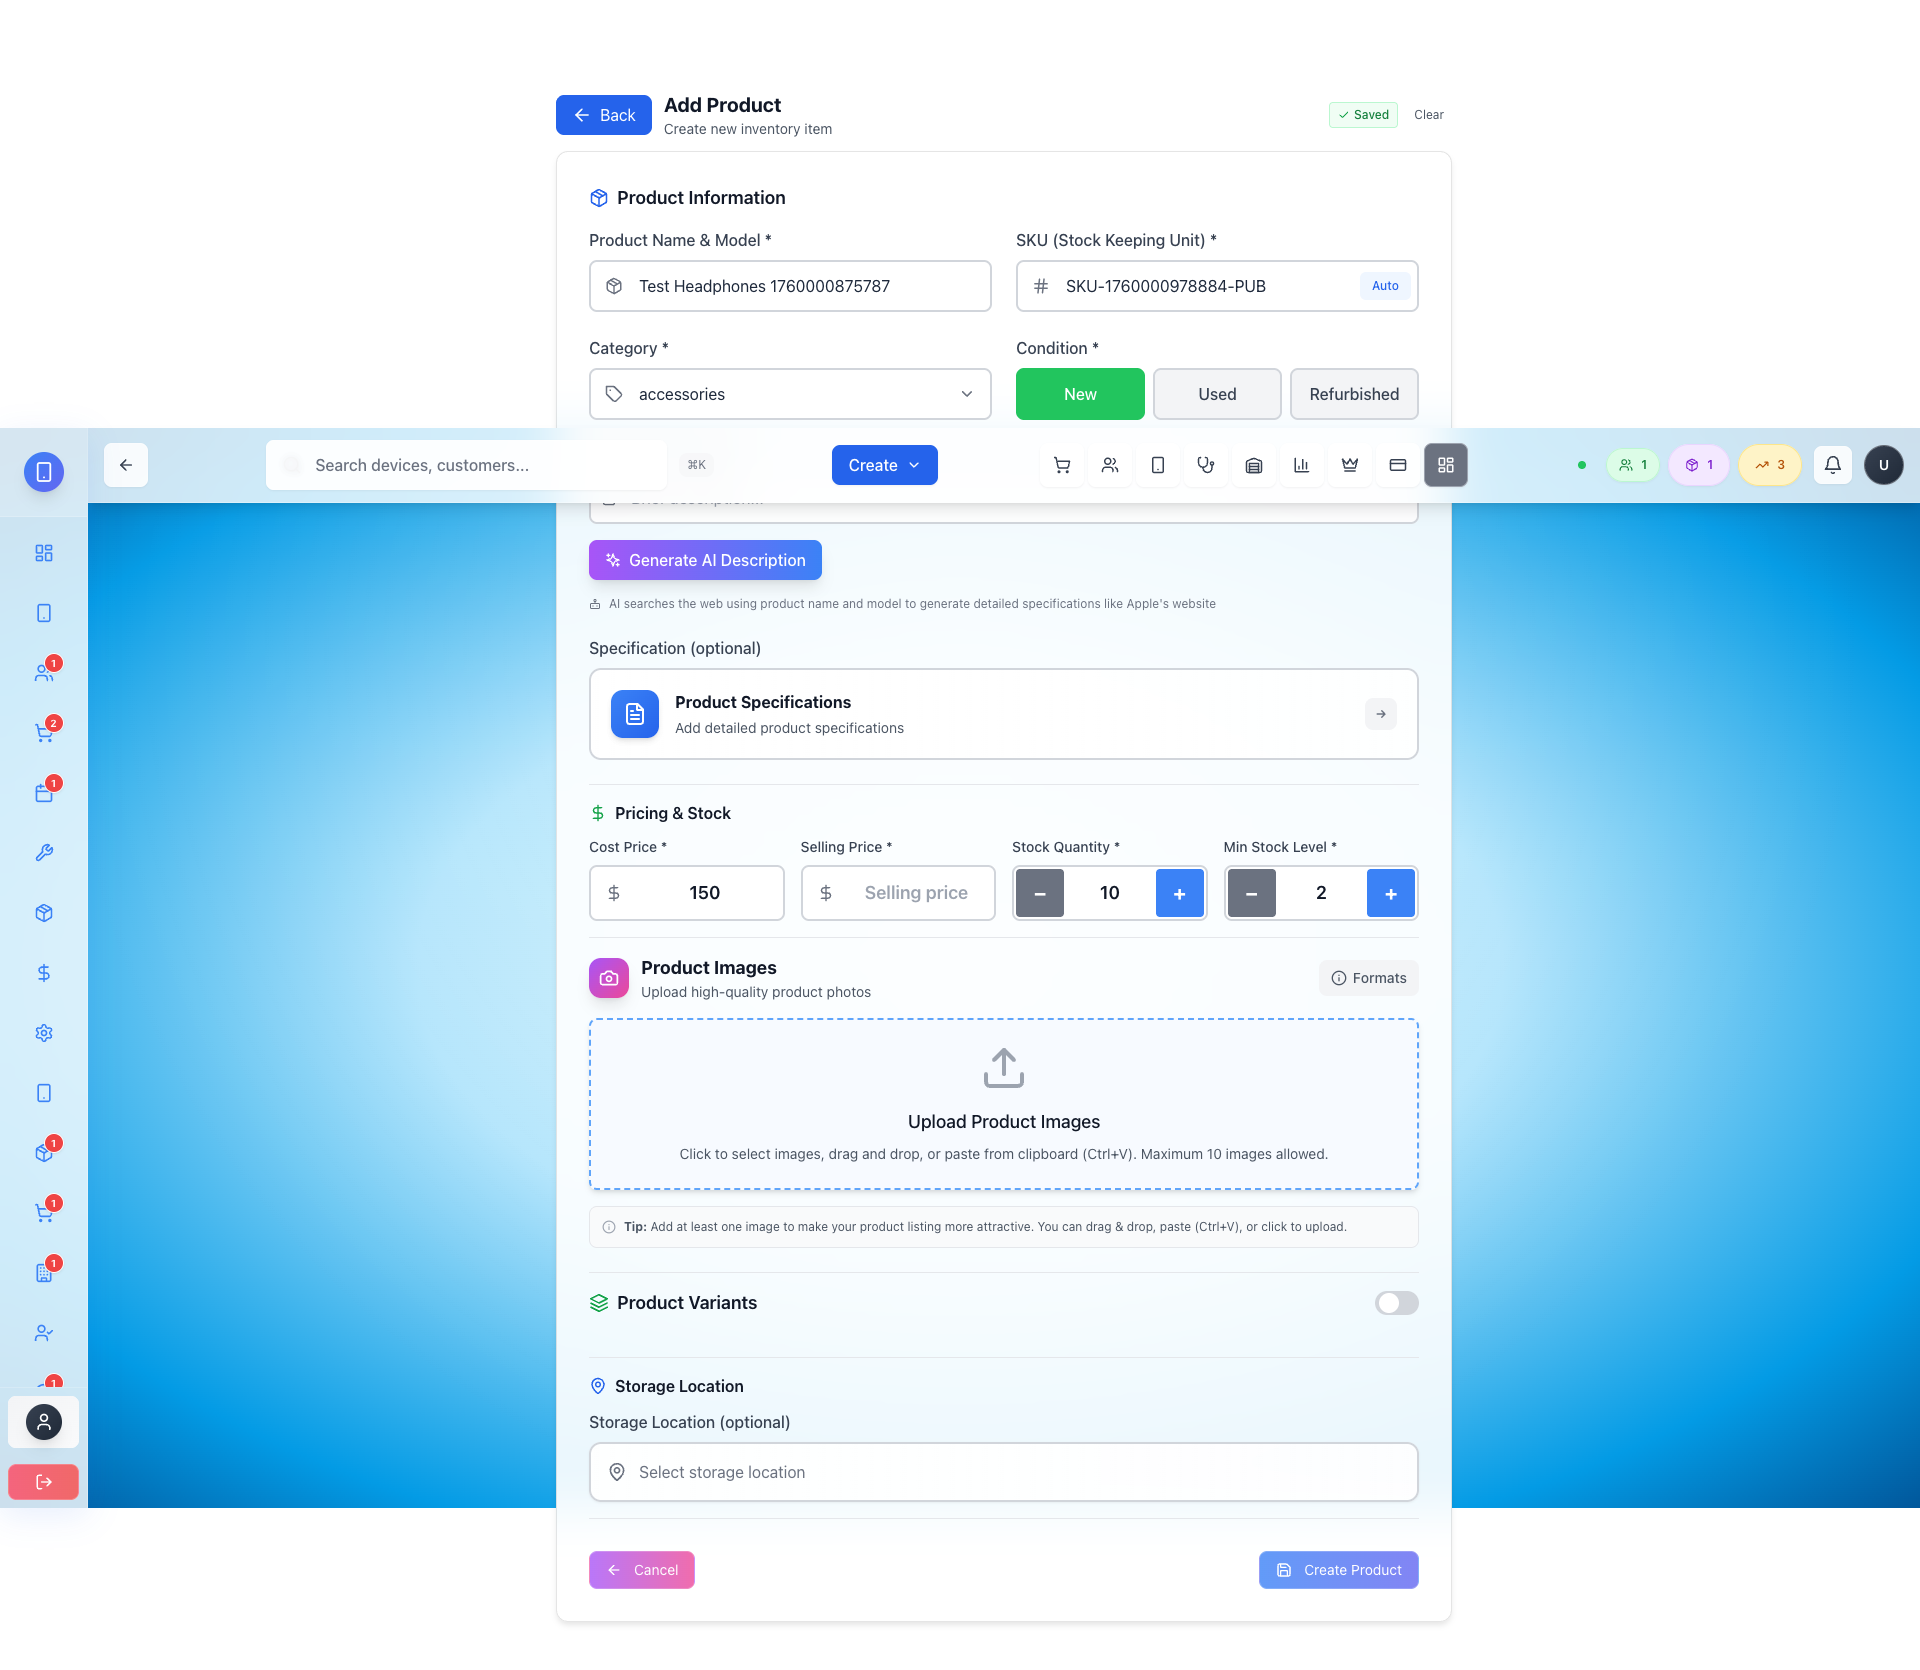 Back
Add Product
Create new inventory item
Saved
Clear
Product Information
Product Name & Model *
SKU (Stock Keeping Unit) *
Test Headphones 1760000875787
SKU-1760000978884-PUB
Auto
Category *
Condition *
accessories
New
Used
Refurbished
Search devices, customers...
⌘K
Create
1
1
3
U
Generate AI Description
AI searches the web using product name and model to generate detailed specifications like Apple's website
Specification (optional)
1
Product Specifications
Add detailed product specifications
2
1
Pricing & Stock
Cost Price *
Selling Price *
Stock Quantity *
Min Stock Level *
150
Selling price
− 10 +
− 2 +
Product Images
Upload high-quality product photos
Formats
Upload Product Images
Click to select images, drag and drop, or paste from clipboard (Ctrl+V). Maximum 10 images allowed.
1
Tip: Add at least one image to make your product listing more attractive. You can drag & drop, paste (Ctrl+V), or click to upload.
1
1
Product Variants
1
Storage Location
Storage Location (optional)
Select storage location
Cancel
Create Product